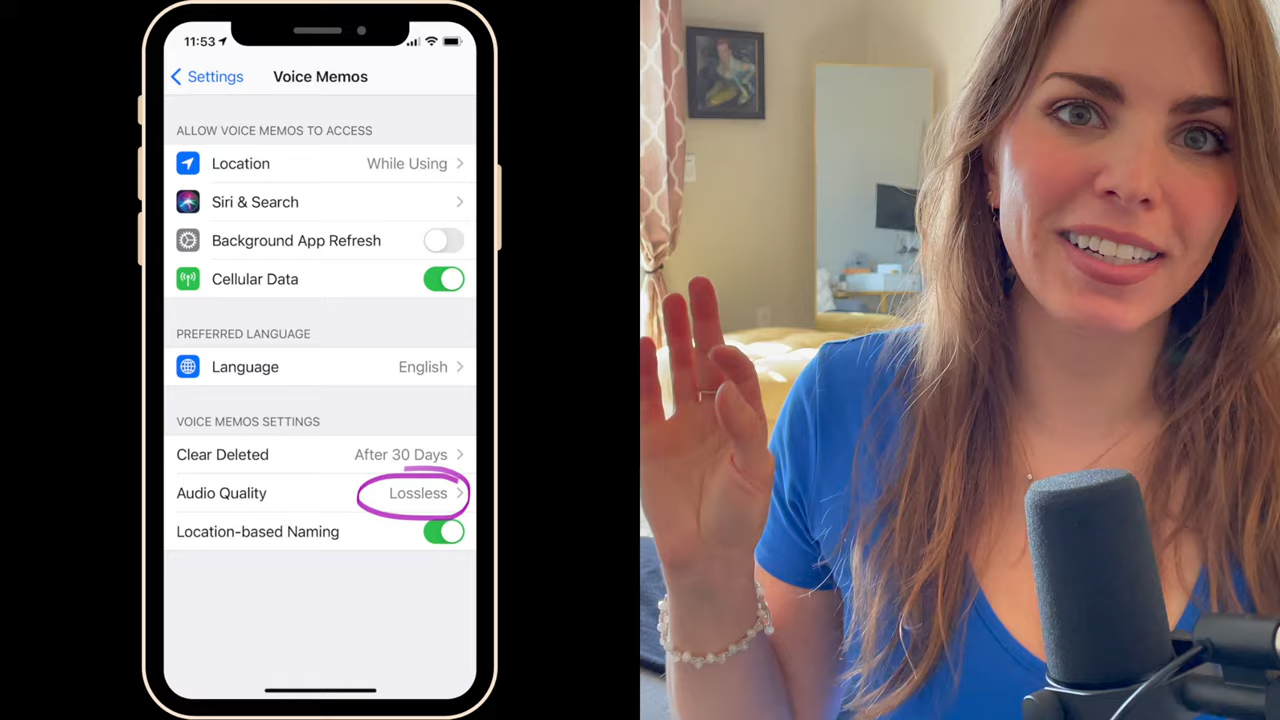 11:53
Settings
Voice Memos
ALLOW VOICE MEMOS TO ACCESS
Location While Using
Siri & Search
Background App Refresh
Cellular Data
PREFERRED LANGUAGE
Language English
VOICE MEMOS SETTINGS
Clear Deleted After 30 Days
Audio Quality Lossless
Location-based Naming